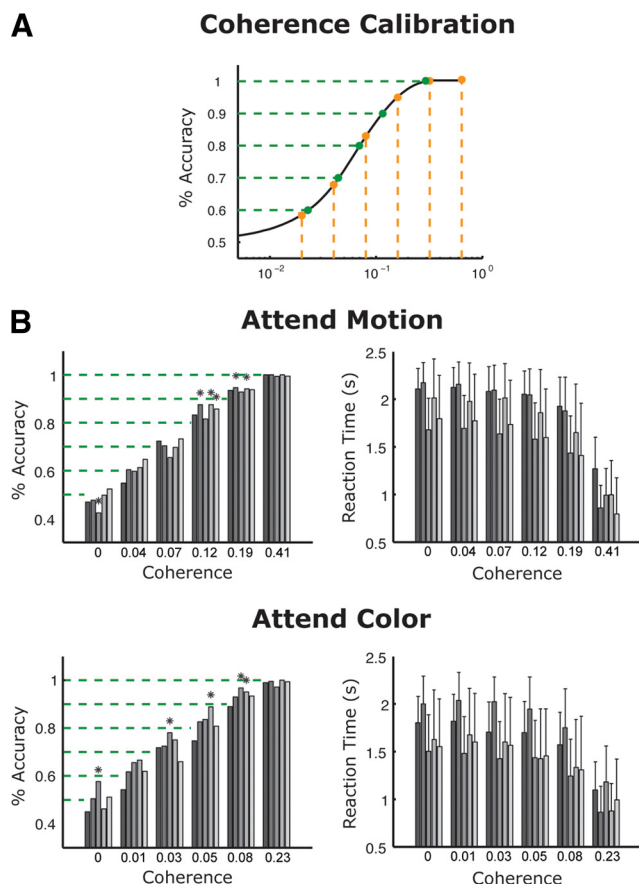 A
Coherence Calibration
% Accuracy
1
0.9
0.8
0.7
0.6
0.5
10-2
10-1
100
B
Attend Motion
% Accuracy
1
0.8
0.6
0.4
* * * * * *
0 0.04 0.07 0.12 0.19 0.41
Coherence
Reaction Time (s)
2.5
2
1.5
1
0.5
0 0.04 0.07 0.12 0.19 0.41
Coherence
Attend Color
% Accuracy
1
0.8
0.6
0.4
* * * * *
0 0.01 0.03 0.05 0.08 0.23
Coherence
Reaction Time (s)
2.5
2
1.5
1
0.5
0 0.01 0.03 0.05 0.08 0.23
Coherence